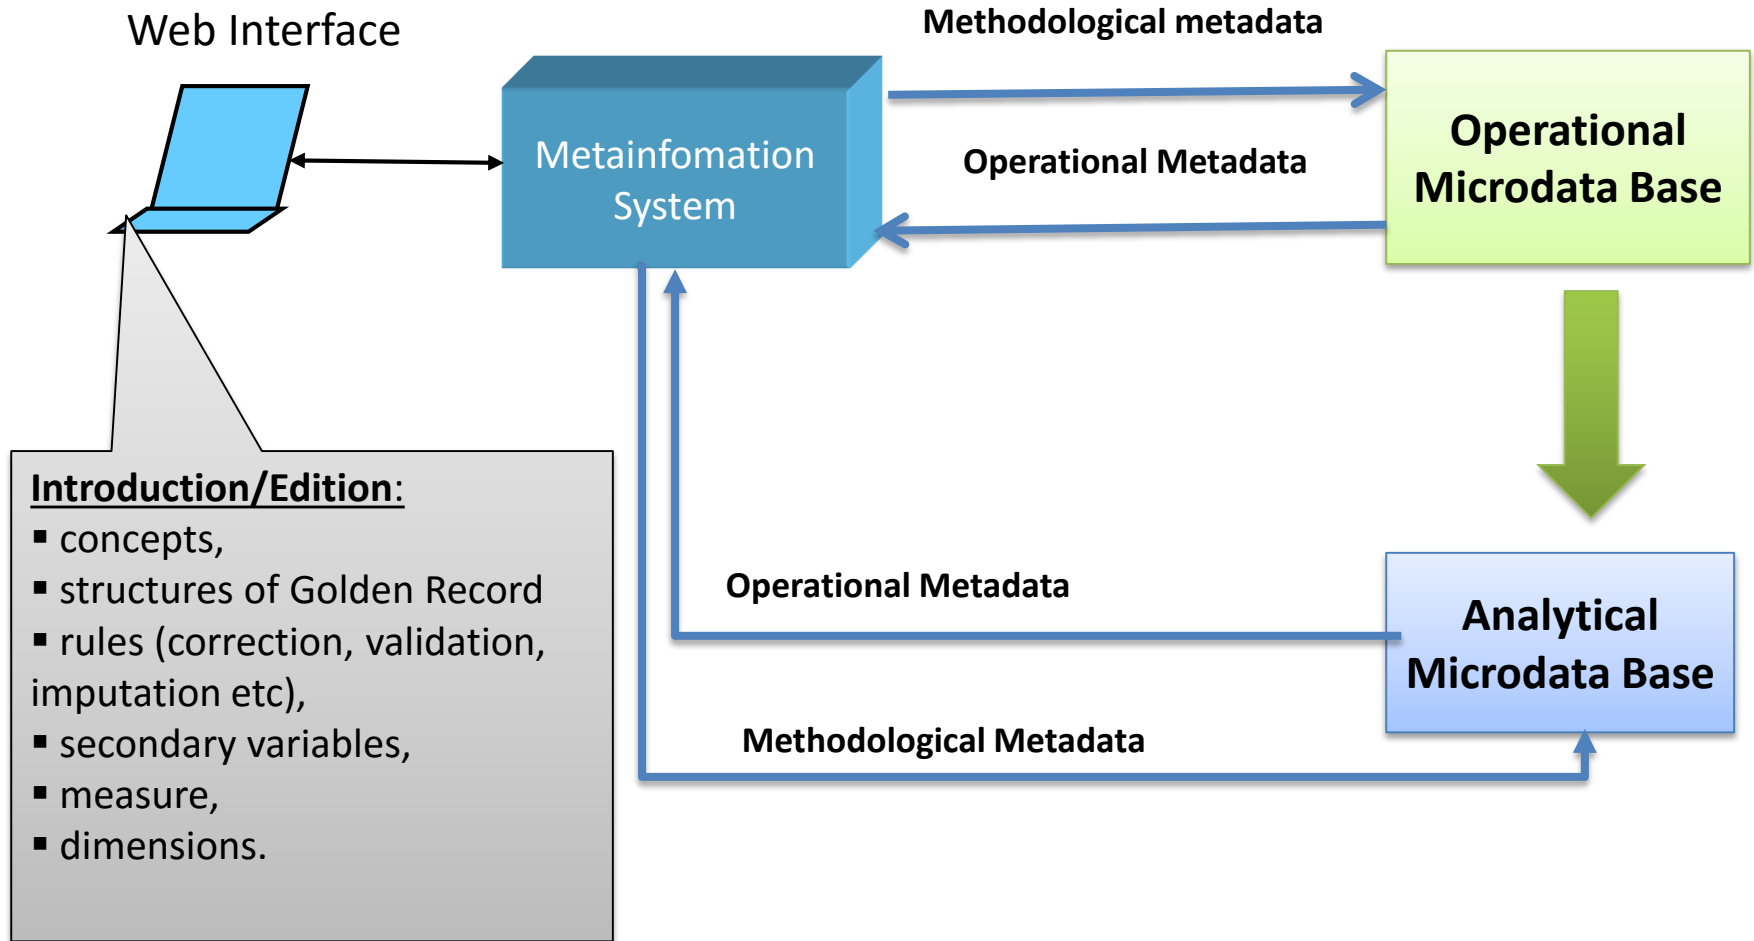 Web Interface
Methodological metadata
Metainfomation
System
Operational Metadata
Operational
Microdata Base
Introduction/Edition:
▪ concepts,
▪ structures of Golden Record
▪ rules (correction, validation,
imputation etc),
▪ secondary variables,
▪ measure,
▪ dimensions.
Operational Metadata
Analytical
Microdata Base
Methodological Metadata